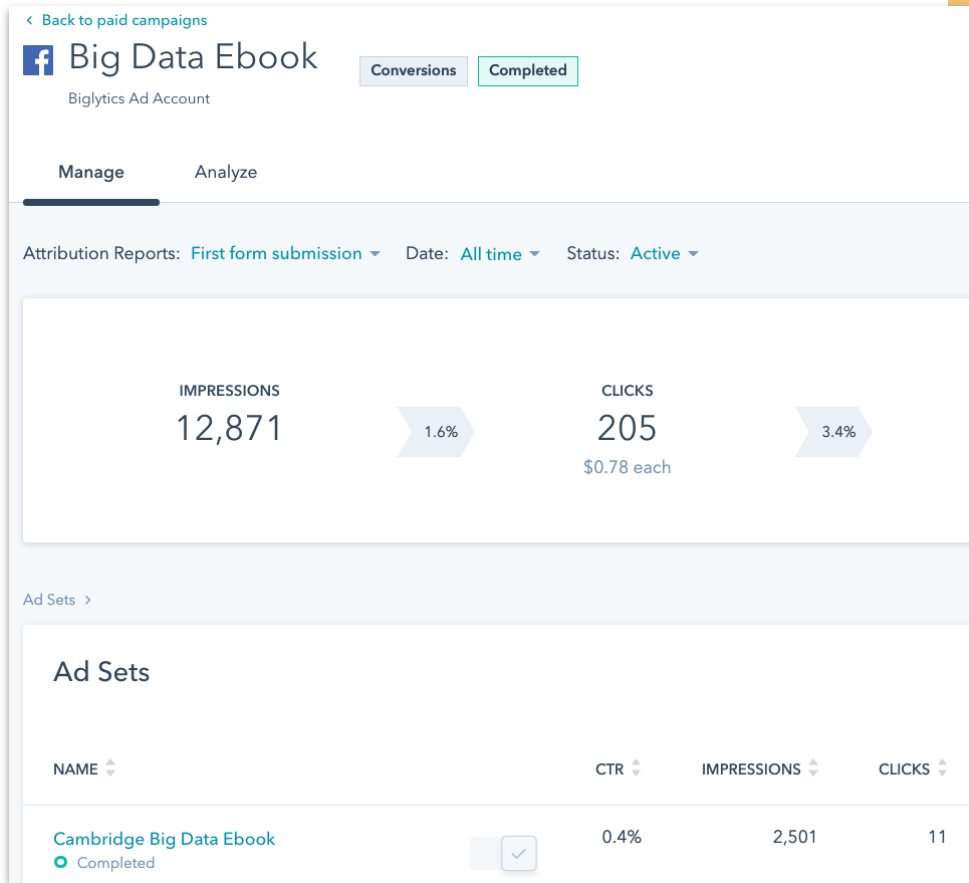 Back to paid campaigns
Big Data Ebook
Conversions
Completed
Biglytics Ad Account
Manage
Analyze
Attribution Reports: First form submission
Date: All time
Status: Active
IMPRESSIONS
12,871
1.6%
CLICKS
205
$0.78 each
3.4%
Ad Sets
Ad Sets
NAME
CTR
IMPRESSIONS
CLICKS
Cambridge Big Data Ebook
0.4%
2,501
11
Completed